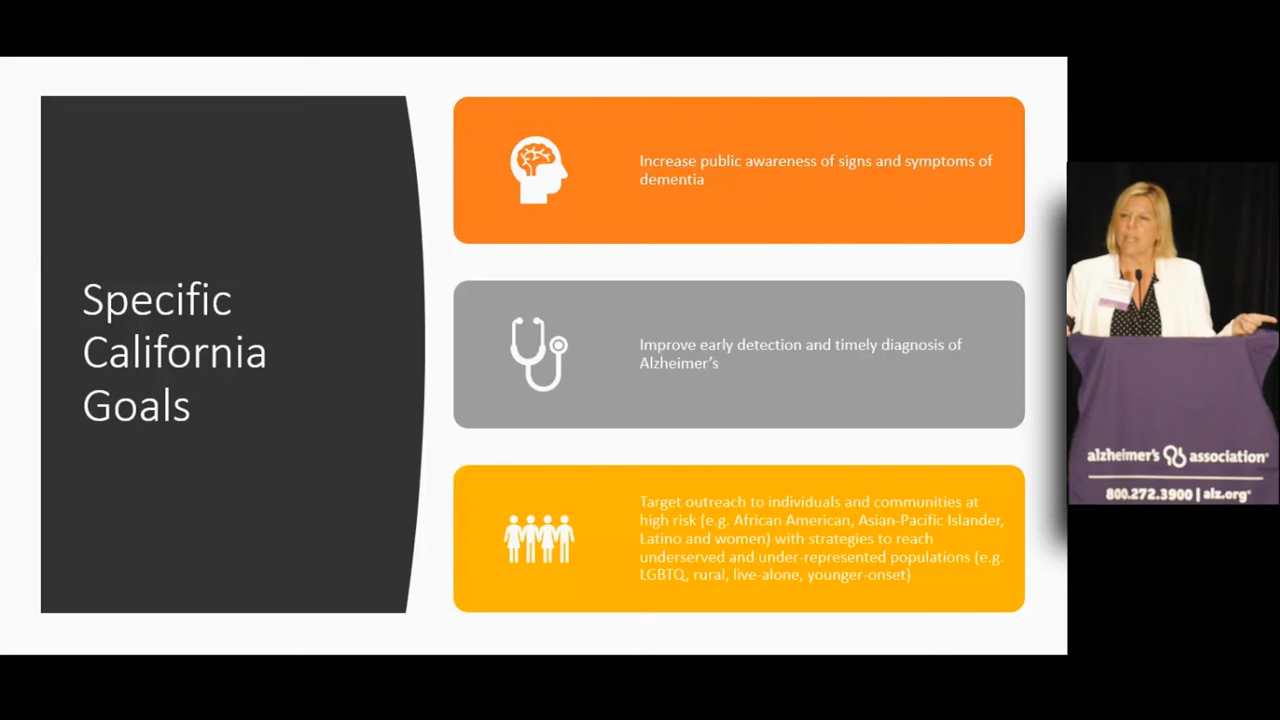 Specific
California
Goals
Increase public awareness of signs and symptoms of
dementia
Improve early detection and timely diagnosis of
Alzheimer's
Target outreach to individuals and communities at
high risk (e.g. African American, Asian-Pacific Islander,
Latino and women) with strategies to reach
underserved and under-represented populations (e.g.
LGBTQ, rural, live-alone, younger-onset)
alzheimer's association®
800.272.3900 | alz.org®